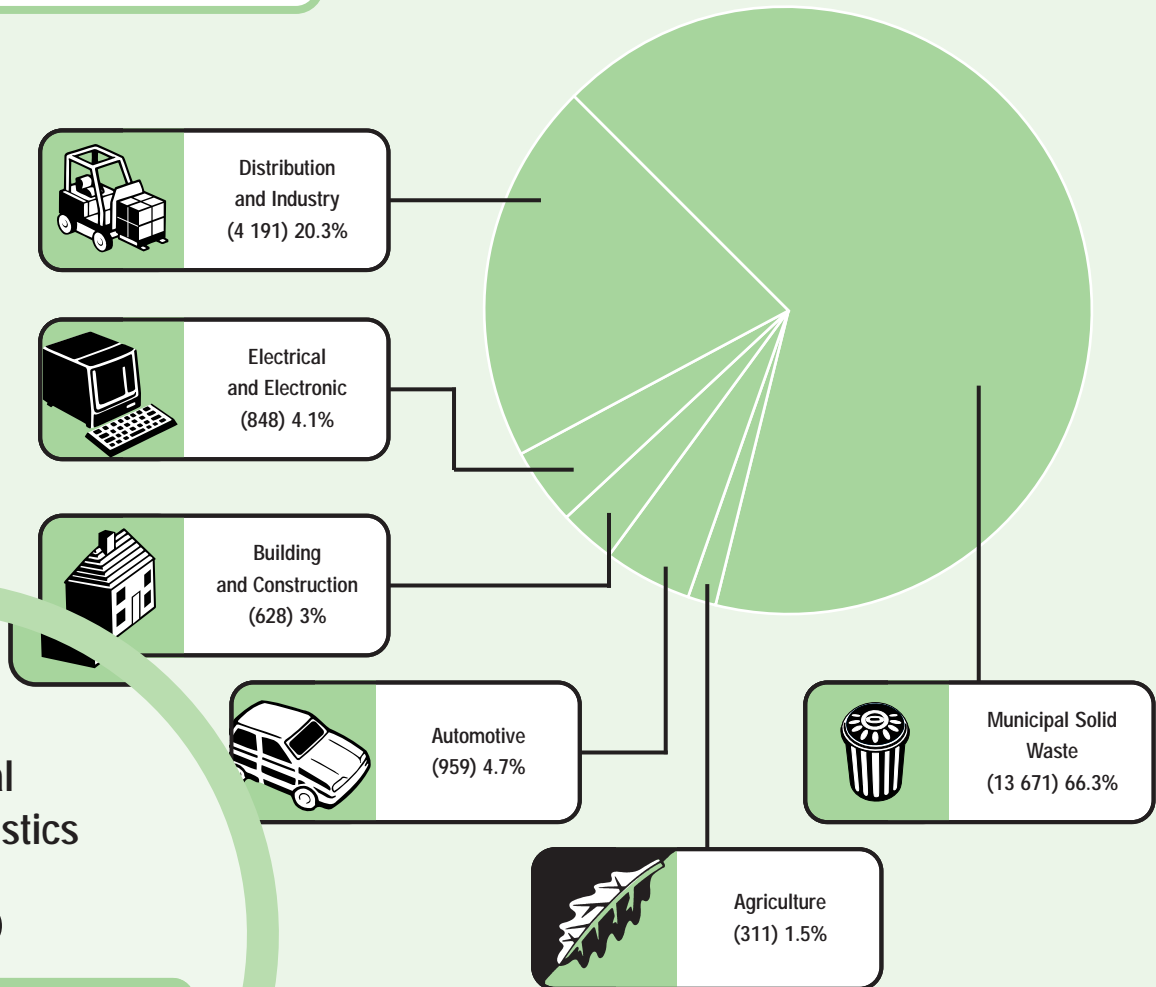 Distribution
and Industry
(4 191) 20.3%
Electrical
and Electronic
(848) 4.1%
Building
and Construction
(628) 3%
Automotive
(959) 4.7%
Municipal Solid
Waste
(13 671) 66.3%
Agriculture
(311) 1.5%